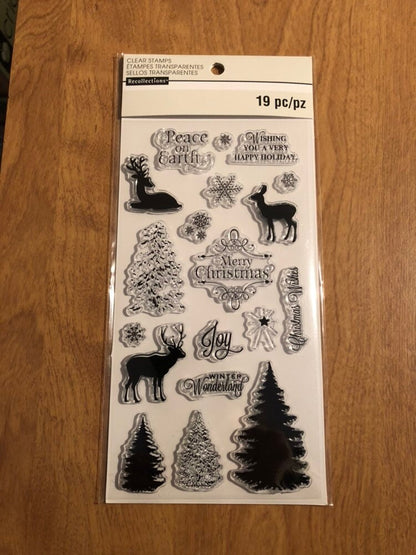 CLEAR STAMPS
ÉTAMPES TRANSPARENTES
SELLOS TRANSPARENTES
Recollections™
19 pc/pz
Peace
on
Earth
WISHING
YOU A VERY
HAPPY HOLIDAY
Merry
Christmas
Christmas Wishes
Joy
WINTER
Wonderland